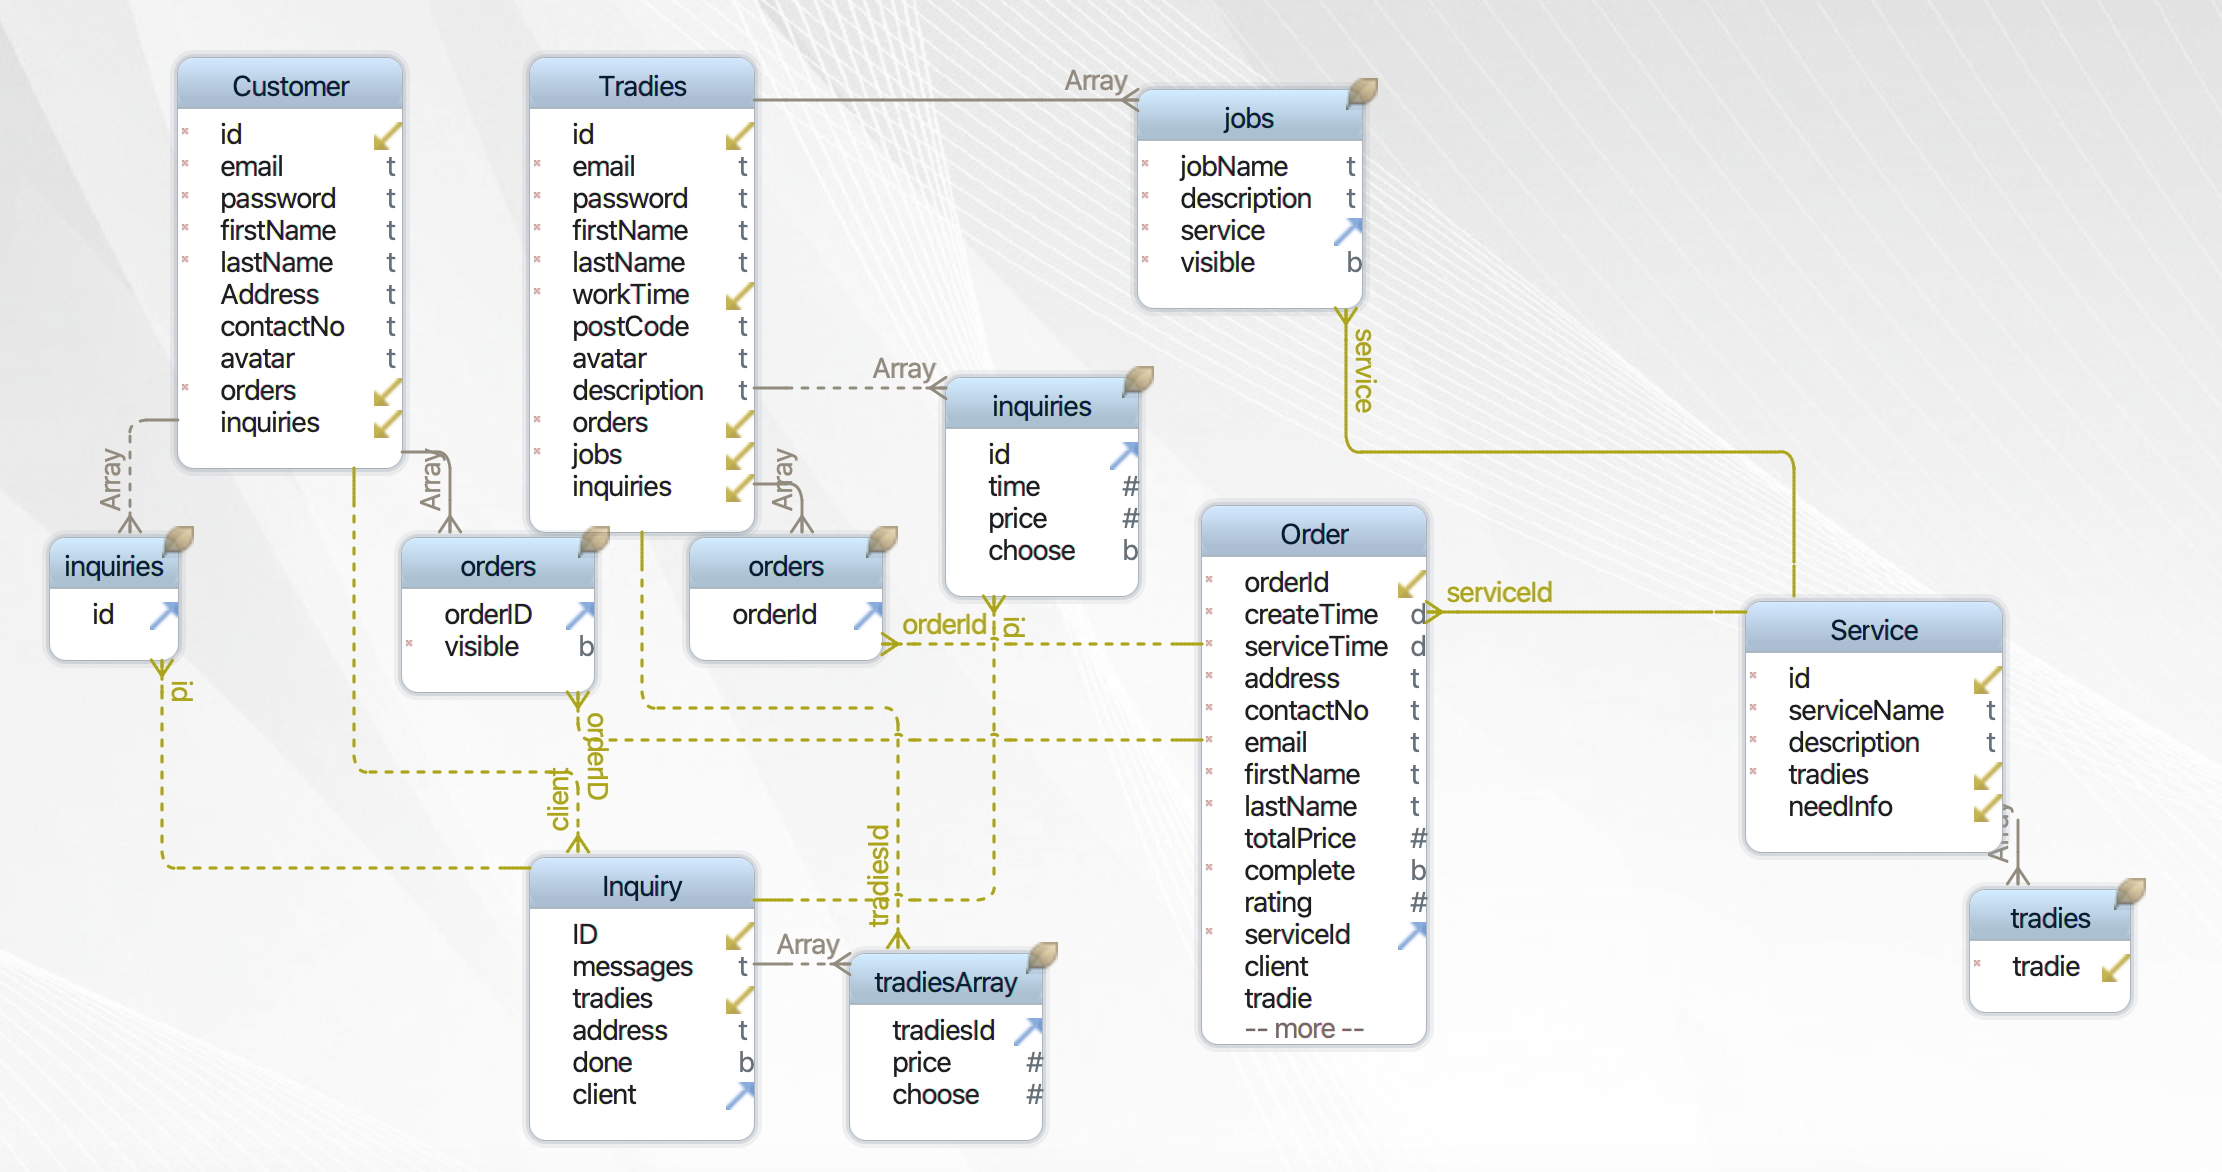 Customer
id
email t
password t
firstName t
lastName t
Address t
contactNo t
avatar t
orders
inquiries
Tradies
id
email t
password t
firstName t
lastName t
workTime
postCode t
avatar t
description t
orders
jobs
inquiries
Array
jobs
jobName t
description t
service
visible b
service
Array
inquiries
id
time #
price #
choose b
id
Array
inquiries
id
id
Array
orders
orderID
visible b
orderID
Array
orders
orderId
orderId
client
Inquiry
ID
messages t
tradies
address t
done b
client
Array
tradiesId
tradiesArray
tradiesId
price #
choose #
Order
orderId
createTime d
serviceTime d
address t
contactNo t
email t
firstName t
lastName t
totalPrice #
complete b
rating #
serviceId
client
tradie
-- more --
serviceId
Service
id
serviceName t
description t
tradies
needInfo
Array
tradies
tradie